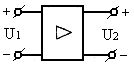 + +
U1 U2
- -